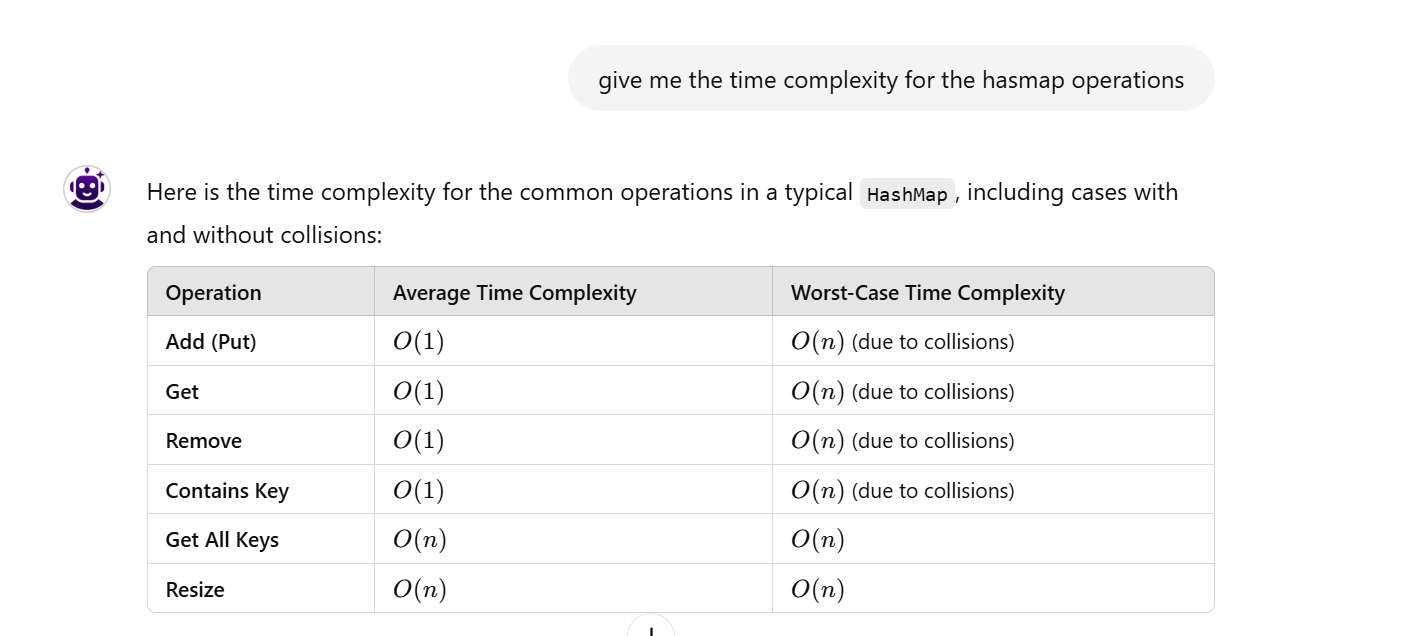 give me the time complexity for the hasmap operations
Here is the time complexity for the common operations in a typical HashMap, including cases with
and without collisions:
Operation Average Time Complexity Worst-Case Time Complexity
Add (Put) O(1) O(n) (due to collisions)
Get O(1) O(n) (due to collisions)
Remove O(1) O(n) (due to collisions)
Contains Key O(1) O(n) (due to collisions)
Get All Keys O(n) O(n)
Resize O(n) O(n)